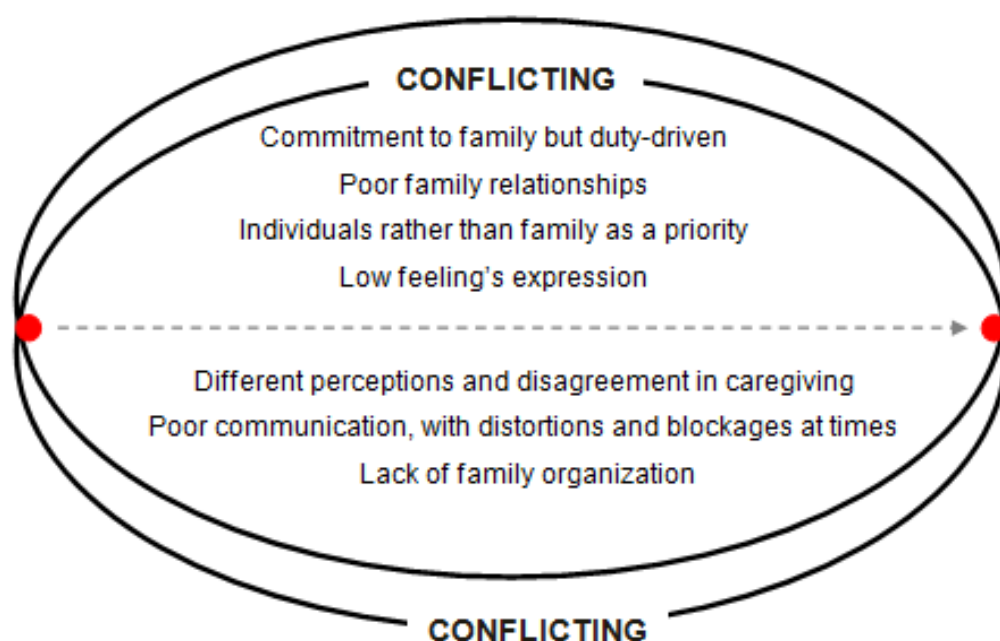 CONFLICTING
Commitment to family but duty-driven
Poor family relationships
Individuals rather than family as a priority
Low feeling's expression
Different perceptions and disagreement in caregiving
Poor communication, with distortions and blockages at times
Lack of family organization
CONFLICTING